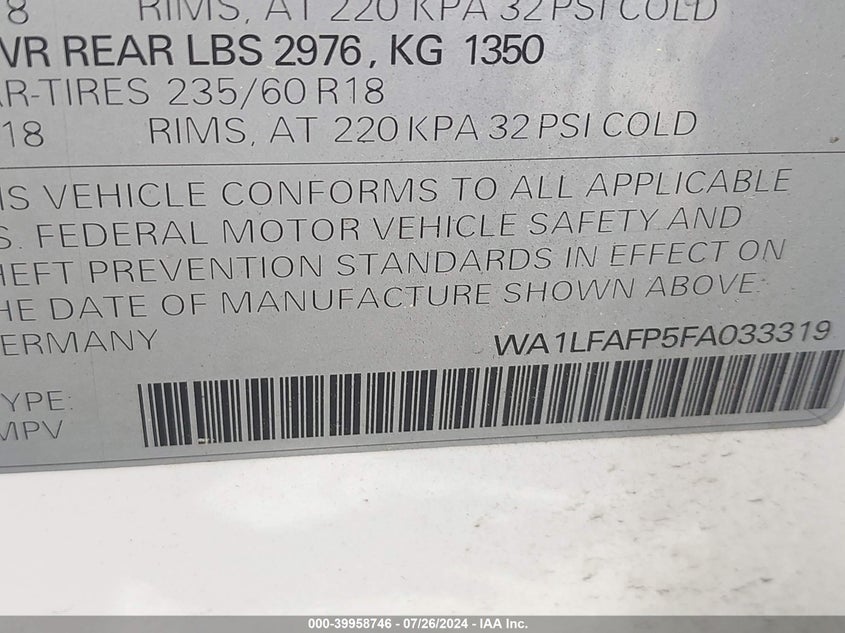 8 RIMS, AT 220 KPA 32 PSI COLD
VR REAR LBS 2976, KG 1350
R-TIRES 235/60 R18
18 RIMS, AT 220 KPA 32 PSI COLD
IS VEHICLE CONFORMS TO ALL APPLICABLE
S. FEDERAL MOTOR VEHICLE SAFETY AND
HEFT PREVENTION STANDARDS IN EFFECT ON
HE DATE OF MANUFACTURE SHOWN ABOVE:
ERMANY WA1LFAFP5FA033319
YPE:
MPV
000-39958746 - 07/26/2024 - IAA Inc.